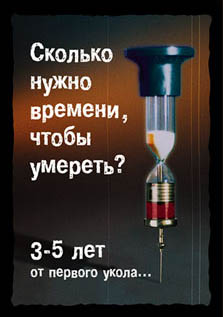 Сколько
нужно
времени,
чтобы
умереть?
3-5 лет
от первого укола...